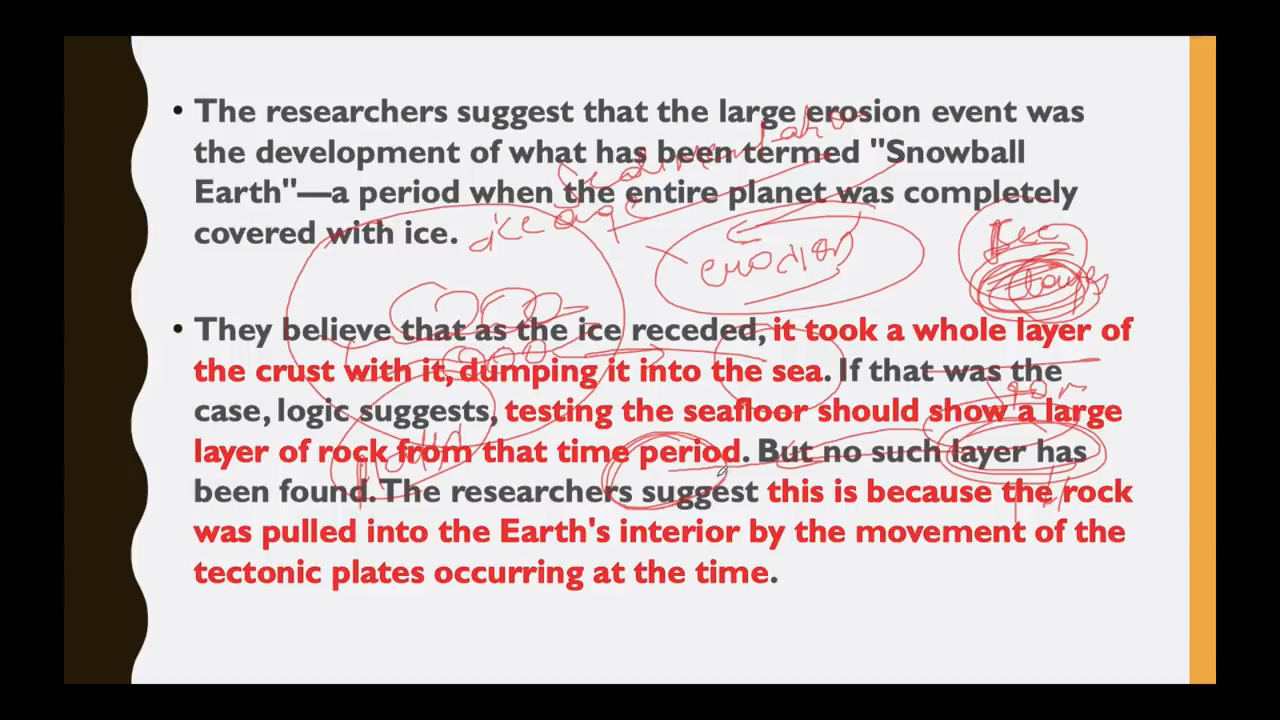 • The researchers suggest that the large erosion event was
the development of what has been termed "Snowball
Earth"—a period when the entire planet was completely
covered with ice.
sedimentation
ice age
erosion
• They believe that as the ice receded, it took a whole layer of
the crust with it, dumping it into the sea. If that was the
case, logic suggests, testing the seafloor should show a large
layer of rock from that time period. But no such layer has
been found. The researchers suggest this is because the rock
was pulled into the Earth's interior by the movement of the
tectonic plates occurring at the time.